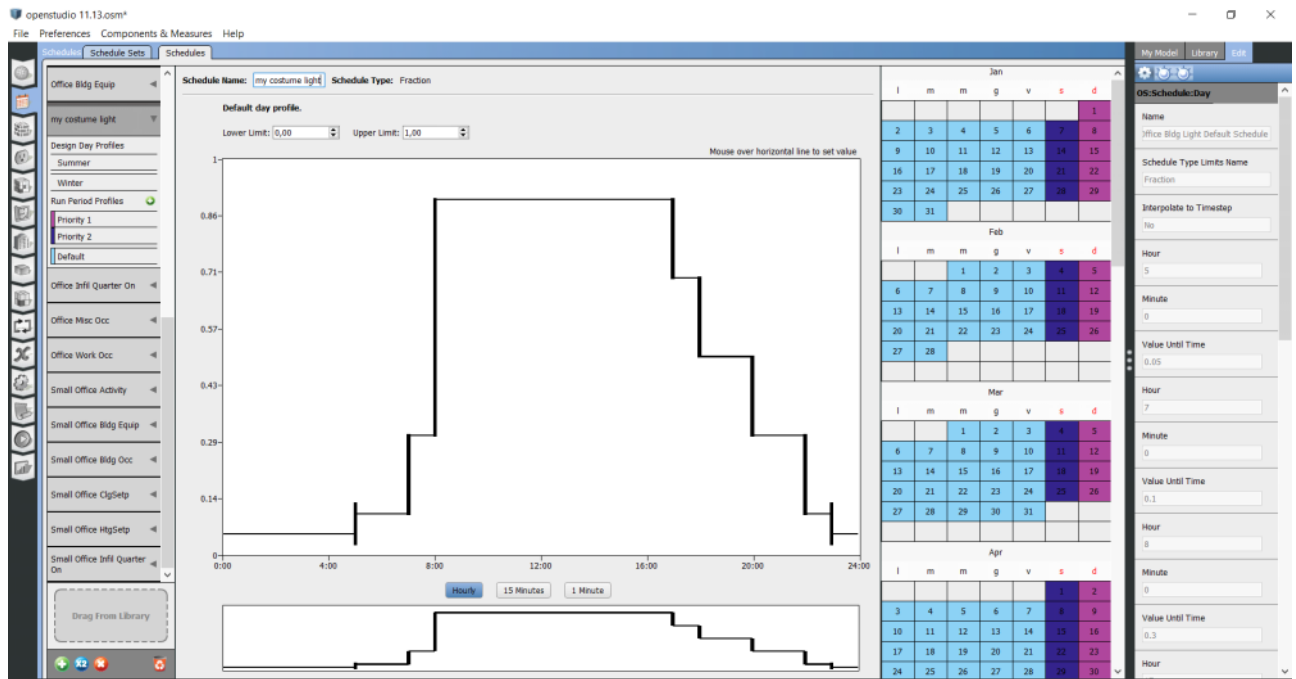 openstudio 11.13.osm*
File Preferences Components & Measures Help
Schedules Schedule Sets Schedules
My Model Library Edit
Office Bldg Equip
my costume light
Design Day Profiles
Summer
Winter
Run Period Profiles
Priority 1
Priority 2
Default
Office Infil Quarter On
Office Misc Occ
Office Work Occ
Small Office Activity
Small Office Bldg Equip
Small Office Bldg Occ
Small Office ClgSetp
Small Office HtgSetp
Small Office Infil Quarter
On
Drag From Library
x2
Schedule Name: my costume light Schedule Type: Fraction
Default day profile.
Lower Limit: 0,00 Upper Limit: 1,00
Mouse over horizontal line to set value
1
0.86
0.71
0.57
0.43
0.29
0.14
0
0:00 4:00 8:00 12:00 16:00 20:00 24:00
Hourly 15 Minutes 1 Minute
Jan
l m m g v s d
1
2 3 4 5 6 7 8
9 10 11 12 13 14 15
16 17 18 19 20 21 22
23 24 25 26 27 28 29
30 31
Feb
l m m g v s d
1 2 3 4 5
6 7 8 9 10 11 12
13 14 15 16 17 18 19
20 21 22 23 24 25 26
27 28
Mar
l m m g v s d
1 2 3 4 5
6 7 8 9 10 11 12
13 14 15 16 17 18 19
20 21 22 23 24 25 26
27 28 29 30 31
Apr
l m m g v s d
1 2
3 4 5 6 7 8 9
10 11 12 13 14 15 16
17 18 19 20 21 22 23
24 25 26 27 28 29 30
OS:Schedule:Day
Name
Office Bldg Light Default Schedule
Schedule Type Limits Name
Fraction
Interpolate to Timestep
No
Hour
5
Minute
0
Value Until Time
0.05
Hour
7
Minute
0
Value Until Time
0.1
Hour
8
Minute
0
Value Until Time
0.3
Hour